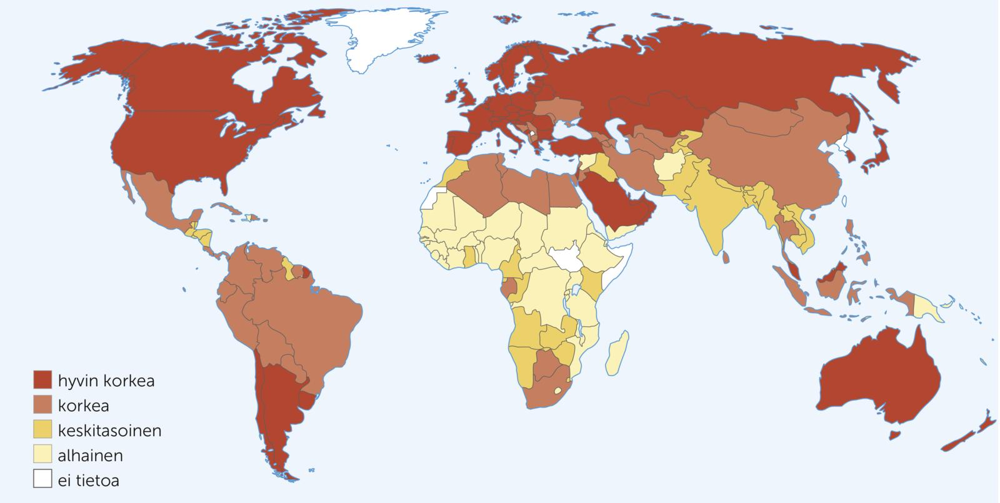 hyvin korkea
korkea
keskitasoinen
alhainen
ei tietoa